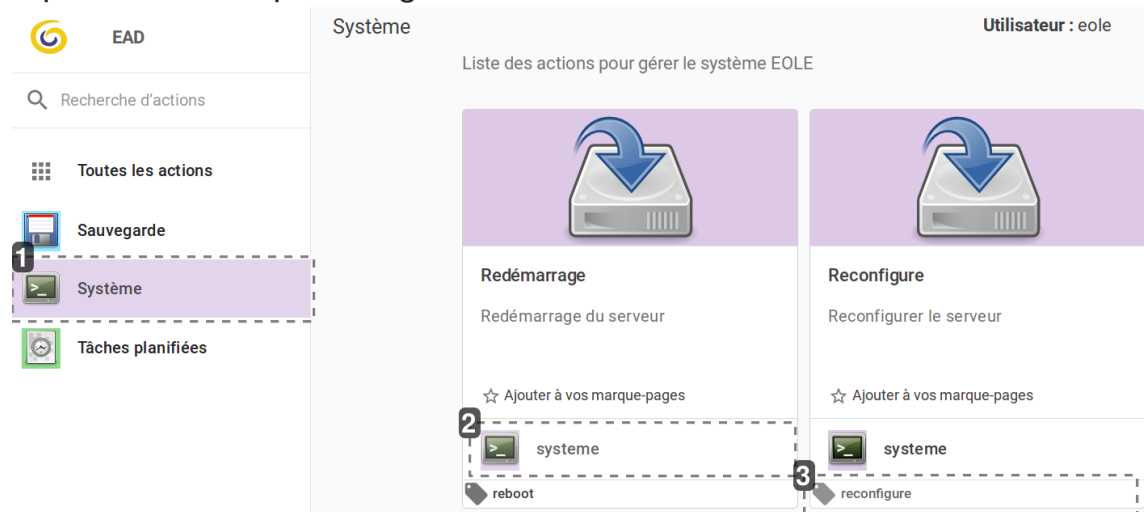 EAD
Système
Utilisateur : eole
Liste des actions pour gérer le système EOLE
Recherche d'actions
Toutes les actions
Sauvegarde
1
Système
Tâches planifiées
Redémarrage
Redémarrage du serveur
Ajouter à vos marque-pages
2
systeme
reboot
Reconfigure
Reconfigurer le serveur
Ajouter à vos marque-pages
systeme
3
reconfigure